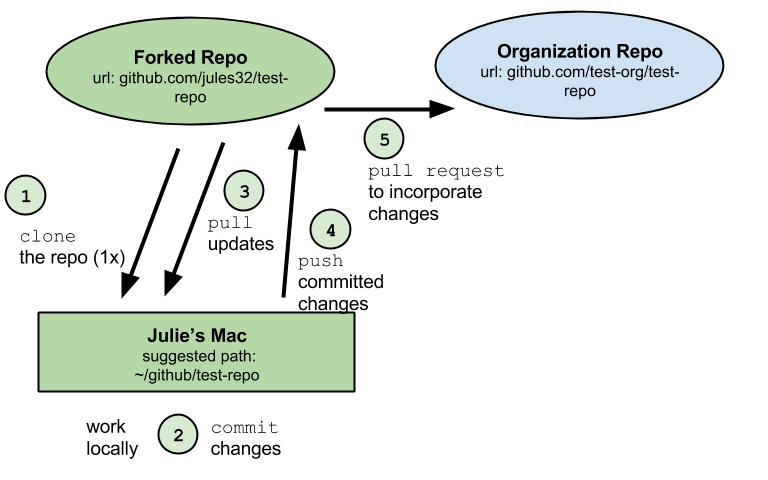 Forked Repo
url: github.com/jules32/test-
repo
Organization Repo
url: github.com/test-org/test-
repo
5
pull request
to incorporate
changes
1
clone
the repo (1x)
3
pull
updates
4
push
committed
changes
Julie’s Mac
suggested path:
~/github/test-repo
work
locally
2
commit
changes